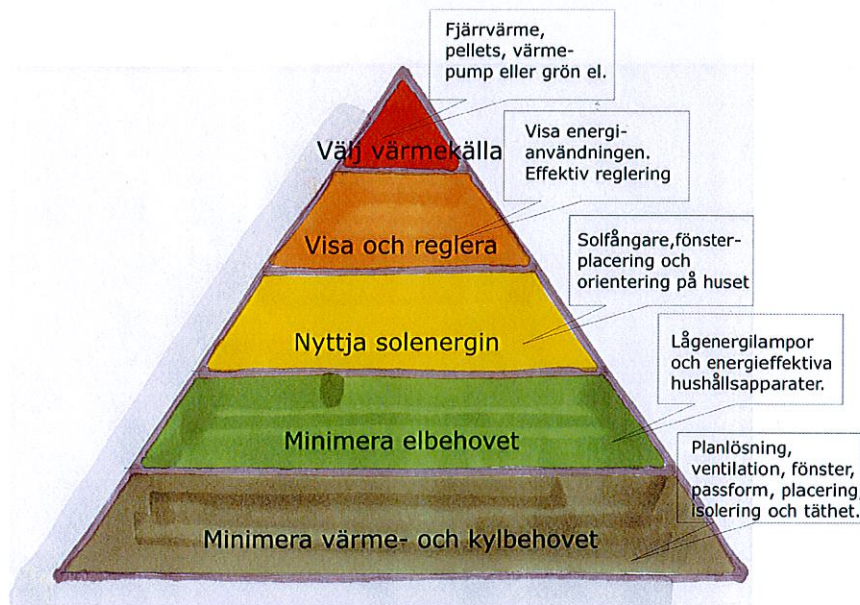 Fjärrvärme,
pellets, värme-
pump eller grön el.
Välj värmekälla
Visa energi-
användningen.
Effektiv reglering
Visa och reglera
Solfångare,fönster-
placering och
orientering på huset
Nyttja solenergin
Lågenergilampor
och energieffektiva
hushållsapparater.
Minimera elbehovet
Planlösning,
ventilation, fönster,
passform, placering,
isolering och täthet.
Minimera värme- och kylbehovet